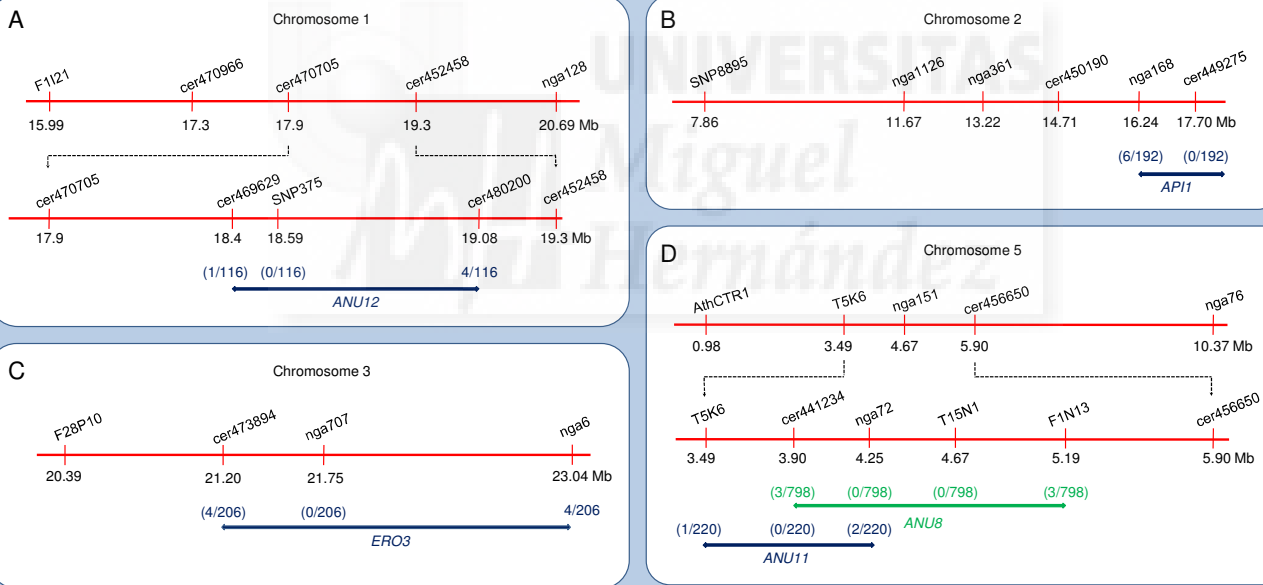 A
Chromosome 1
F1I21 cer470966 cer470705 cer452458 nga128
15.99 17.3 17.9 19.3 20.69 Mb
cer470705 cer469629 SNP375 cer480200 cer452458
17.9 18.4 18.59 19.08 19.3 Mb
(1/116) (0/116) 4/116
ANU12
B
Chromosome 2
SNP8895 nga1126 nga361 cer450190 nga168 cer449275
7.86 11.67 13.22 14.71 16.24 17.70 Mb
(6/192) (0/192)
API1
C
Chromosome 3
F28P10 cer473894 nga707 nga6
20.39 21.20 21.75 23.04 Mb
(4/206) (0/206) 4/206
ERO3
D
Chromosome 5
AthCTR1 T5K6 nga151 cer456650 nga76
0.98 3.49 4.67 5.90 10.37 Mb
T5K6 cer441234 nga72 T15N1 F1N13 cer456650
3.49 3.90 4.25 4.67 5.19 5.90 Mb
(3/798) (0/798) (0/798) (3/798)
ANU8
(1/220) (0/220) (2/220)
ANU11
UNIVERSITAS
Miguel
Hernández